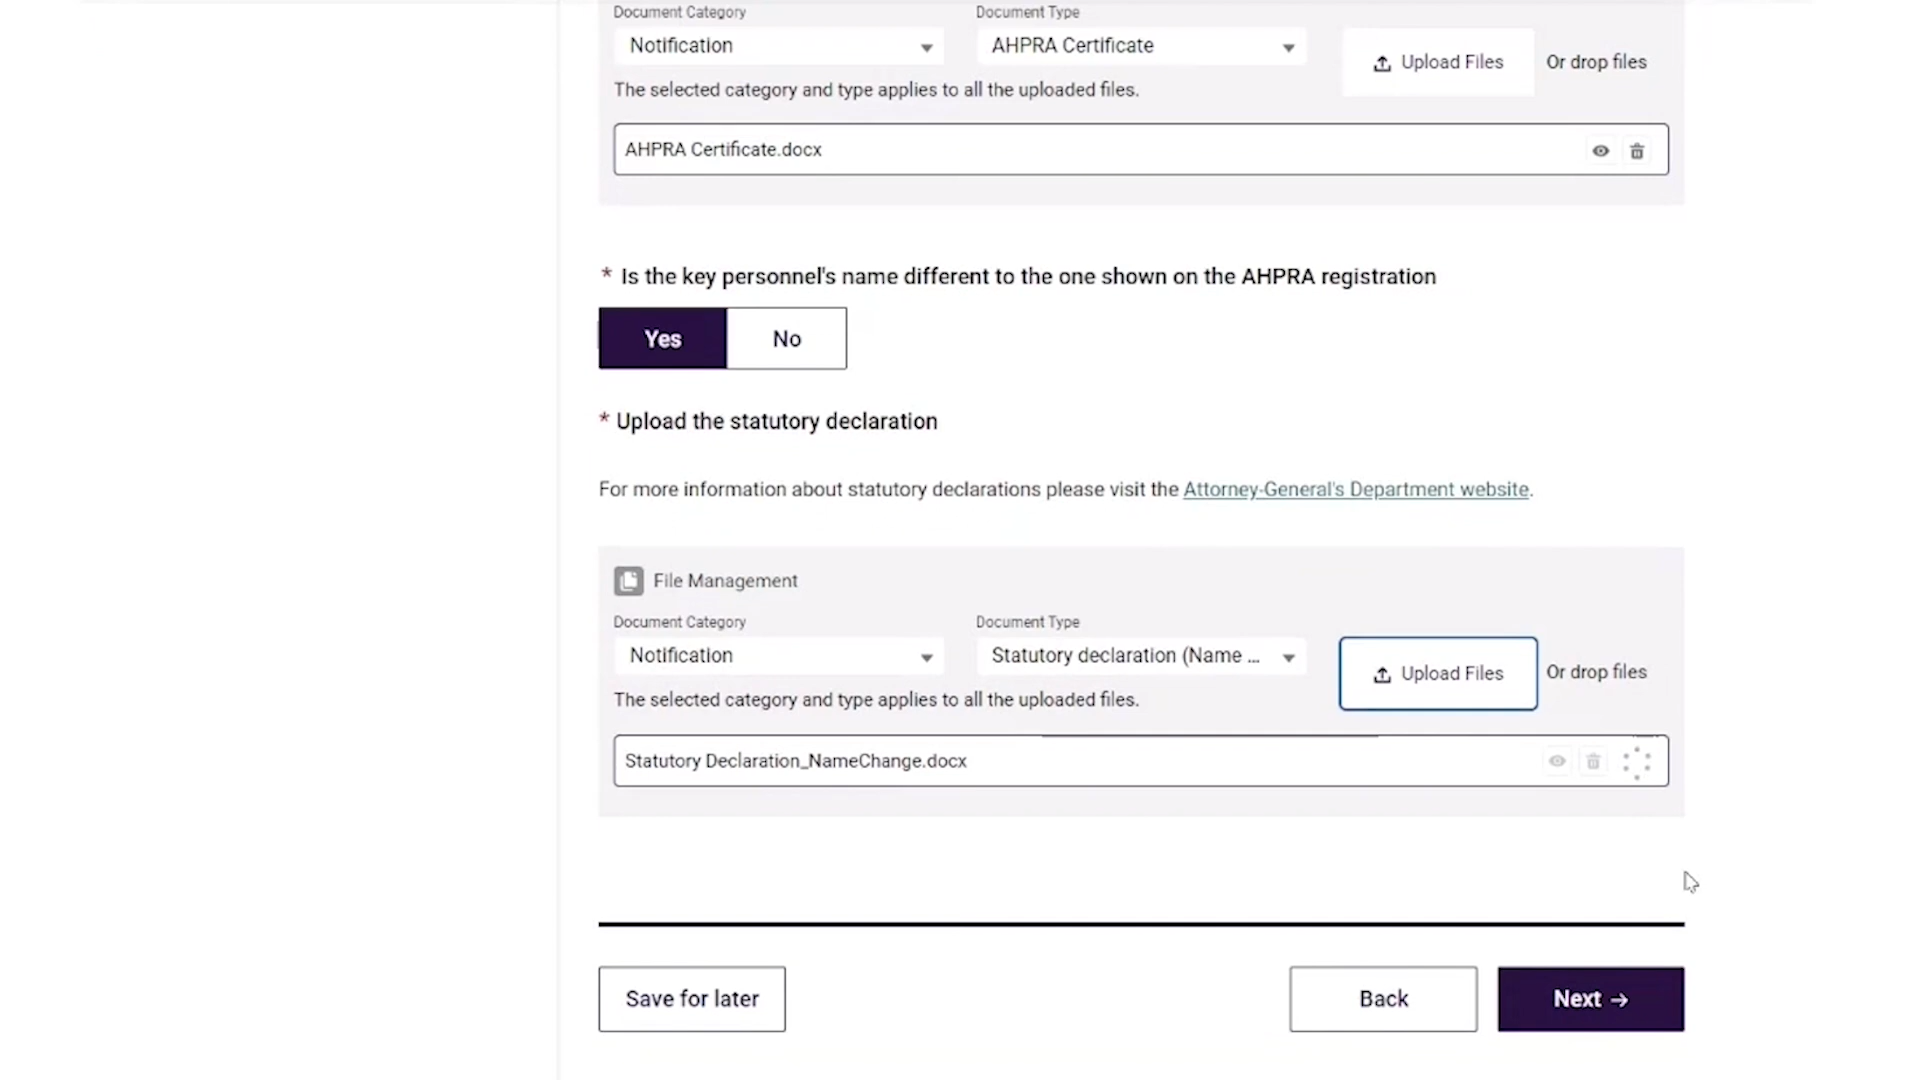 Document Category
Document Type
Notification
AHPRA Certificate
Upload Files
Or drop files
The selected category and type applies to all the uploaded files.
AHPRA Certificate.docx
* Is the key personnel's name different to the one shown on the AHPRA registration
Yes
No
* Upload the statutory declaration
For more information about statutory declarations please visit the Attorney-General's Department website.
File Management
Document Category
Document Type
Notification
Statutory declaration (Name ...
Upload Files
Or drop files
The selected category and type applies to all the uploaded files.
Statutory Declaration_NameChange.docx
Save for later
Back
Next →